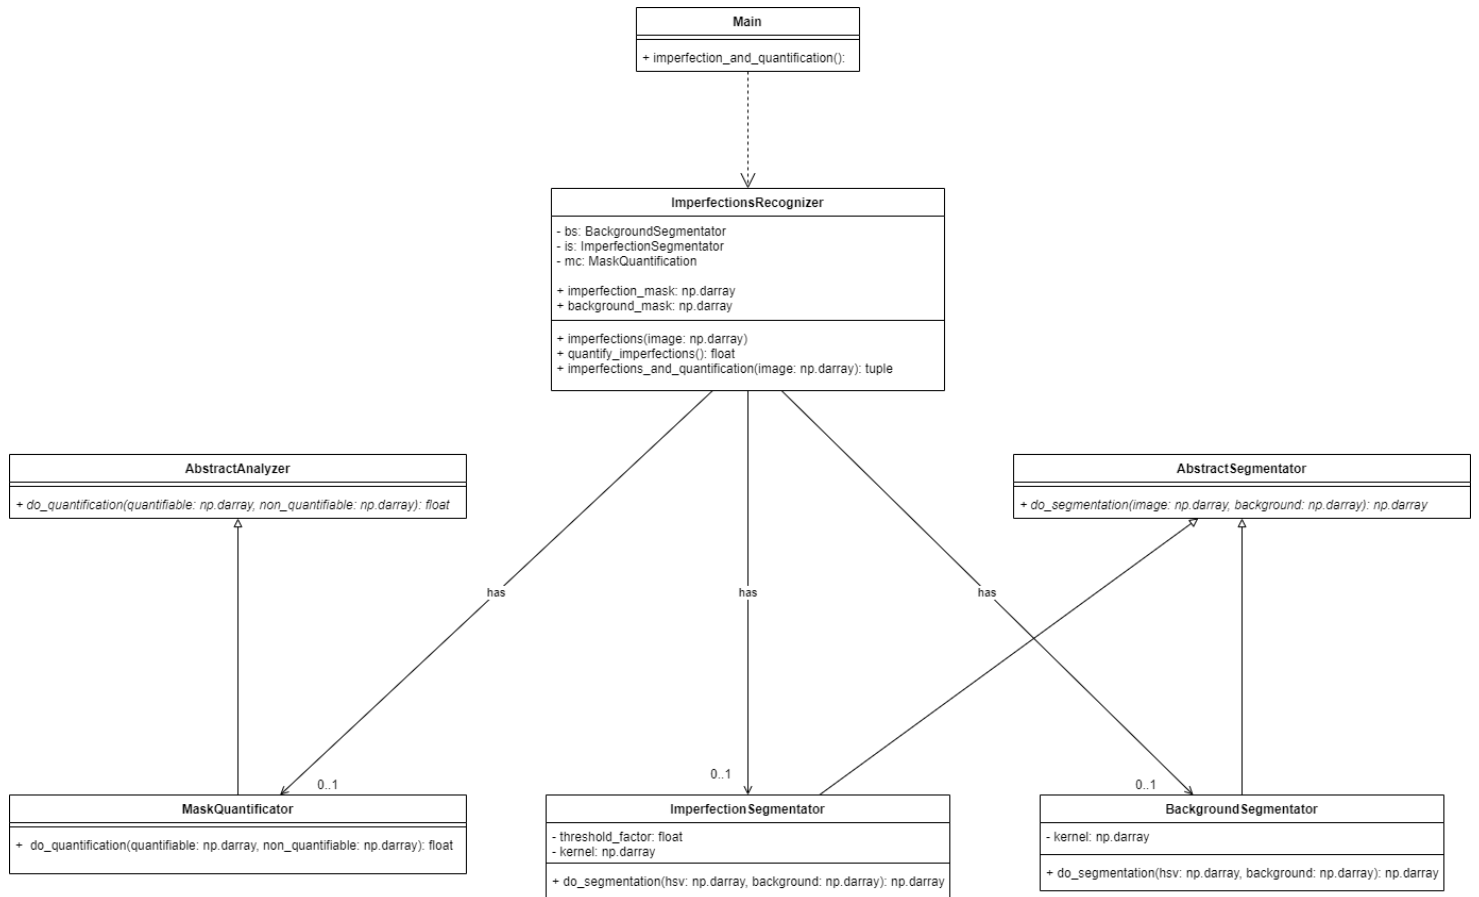 Main
+ imperfection_and_quantification():
ImperfectionsRecognizer
- bs: BackgroundSegmentator
- is: ImperfectionSegmentator
- mc: MaskQuantification
+ imperfection_mask: np.darray
+ background_mask: np.darray
+ imperfections(image: np.darray)
+ quantify_imperfections(): float
+ imperfections_and_quantification(image: np.darray): tuple
AbstractAnalyzer
+ do_quantification(quantifiable: np.darray, non_quantifiable: np.darray): float
AbstractSegmentator
+ do_segmentation(image: np.darray, background: np.darray): np.darray
has
has
has
0..1
0..1
0..1
MaskQuantificator
+ do_quantification(quantifiable: np.darray, non_quantifiable: np.darray): float
ImperfectionSegmentator
- threshold_factor: float
- kernel: np.darray
+ do_segmentation(hsv: np.darray, background: np.darray): np.darray
BackgroundSegmentator
- kernel: np.darray
+ do_segmentation(hsv: np.darray, background: np.darray): np.darray